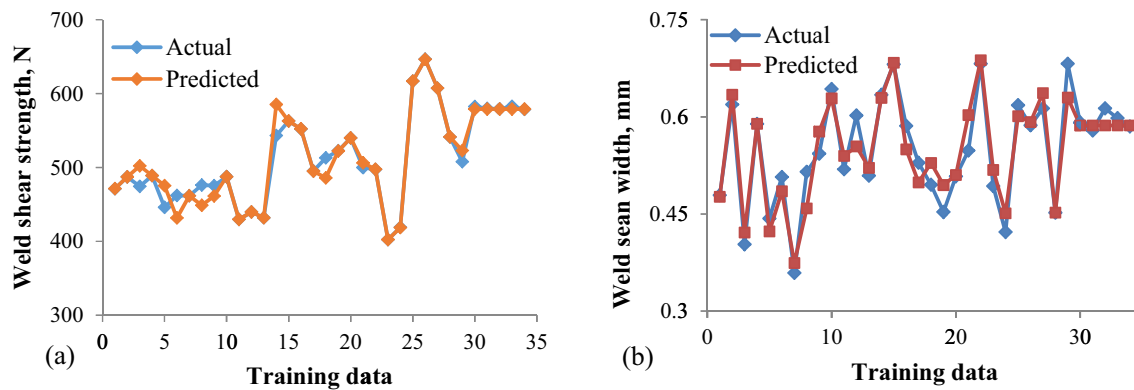 700
600
500
400
300
Weld shear strength, N
Actual
Predicted
0 5 10 15 20 25 30 35
Training data
(a)
0.75
0.6
0.45
0.3
Weld sean width, mm
Actual
Predicted
0 10 20 30
Training data
(b)